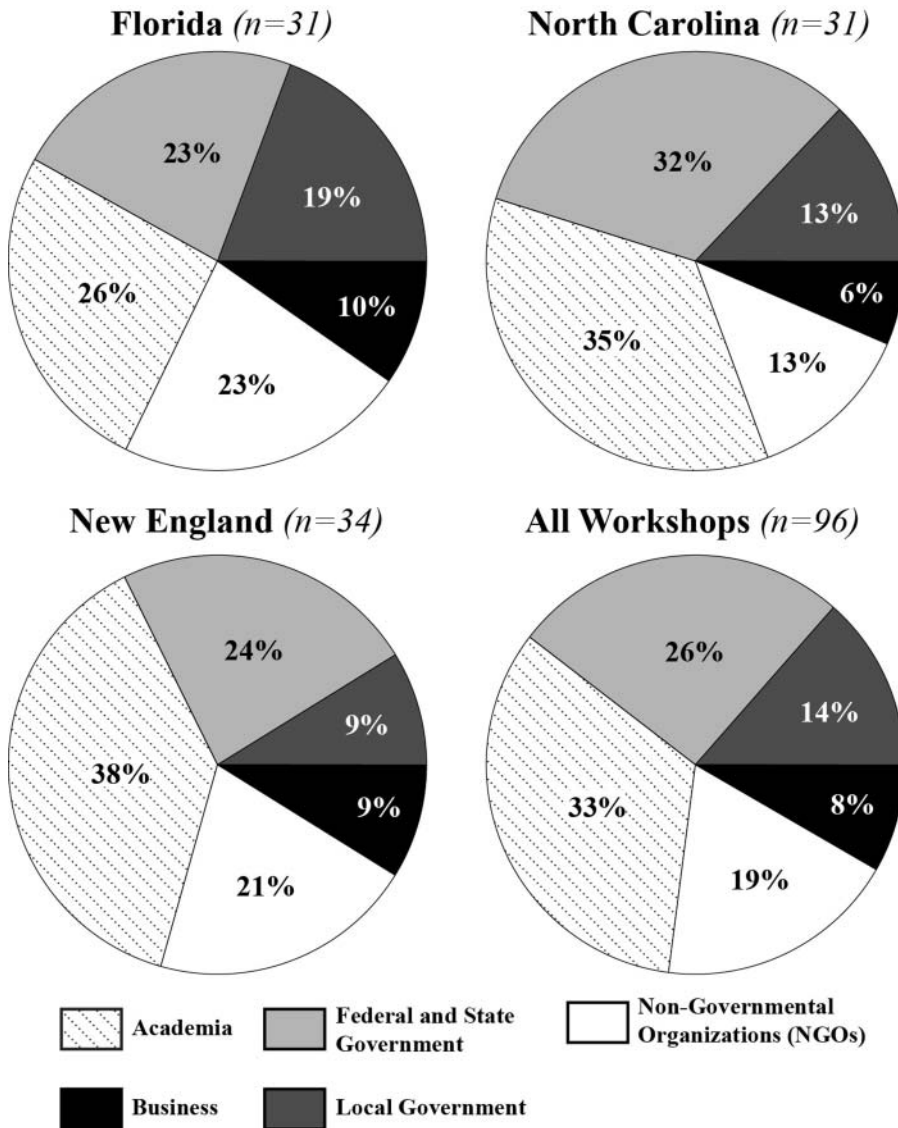 Florida (n=31)
23%
19%
26%
10%
23%
North Carolina (n=31)
32%
13%
6%
35%
13%
New England (n=34)
24%
9%
38%
9%
21%
All Workshops (n=96)
26%
14%
33%
8%
19%
Academia
Federal and State
Government
Non-Governmental
Organizations (NGOs)
Business
Local Government